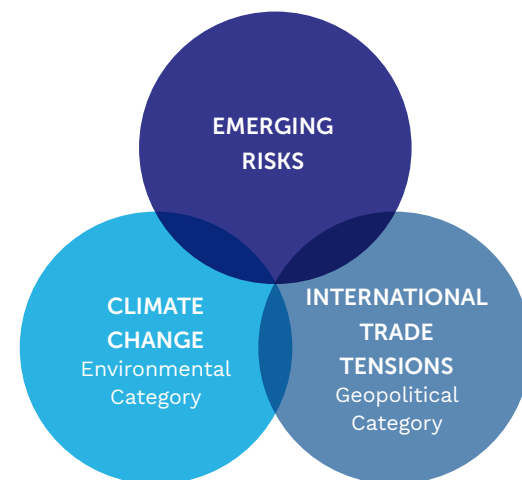 EMERGING
RISKS
CLIMATE
CHANGE
Environmental
Category
INTERNATIONAL
TRADE
TENSIONS
Geopolitical
Category